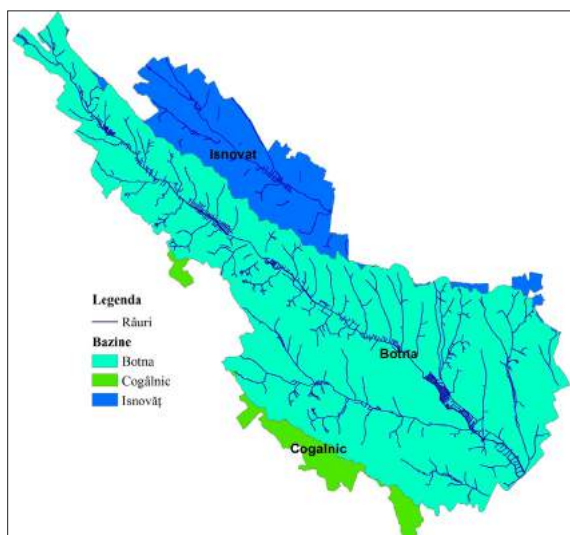 Isnovat
Legenda
Râuri
Bazine
Botna
Cogâlnic
Isnovăț
Botna
Cogalnic